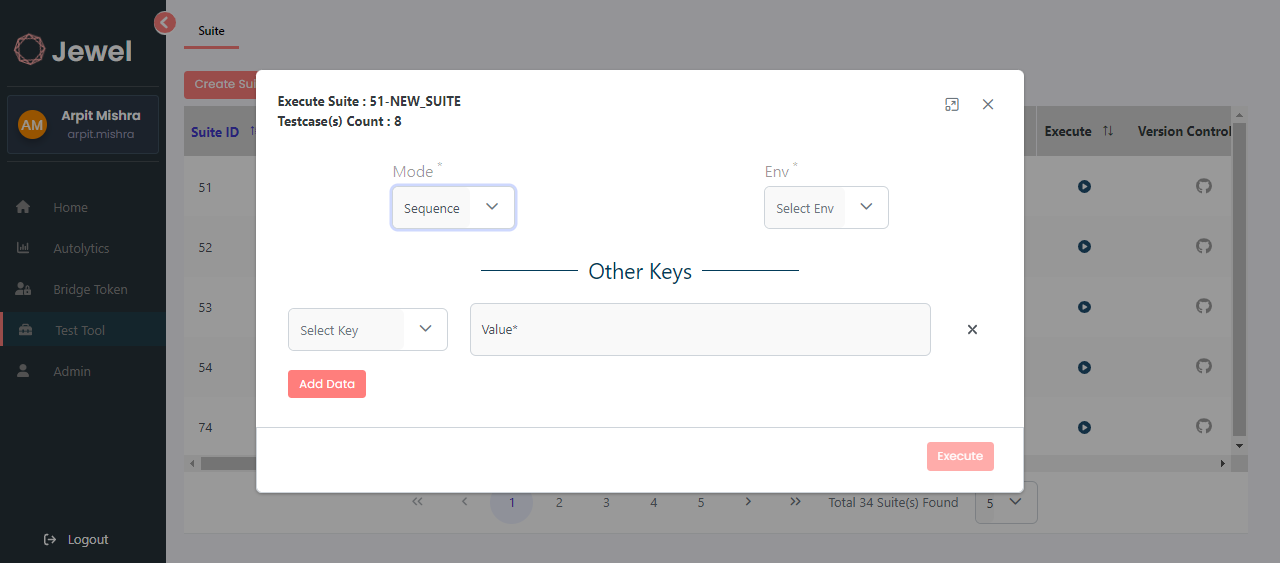 Jewel
AM
Arpit Mishra
arpit.mishra
Home
Autolytics
Bridge Token
Test Tool
Admin
Logout
Suite
Create Sui
Suite ID
Execute
Version Control
51
52
53
54
74
Execute Suite : 51-NEW_SUITE
Testcase(s) Count : 8
Mode *
Sequence
Env *
Select Env
Other Keys
Select Key
Value*
Add Data
Execute
1 2 3 4 5
Total 34 Suite(s) Found
5